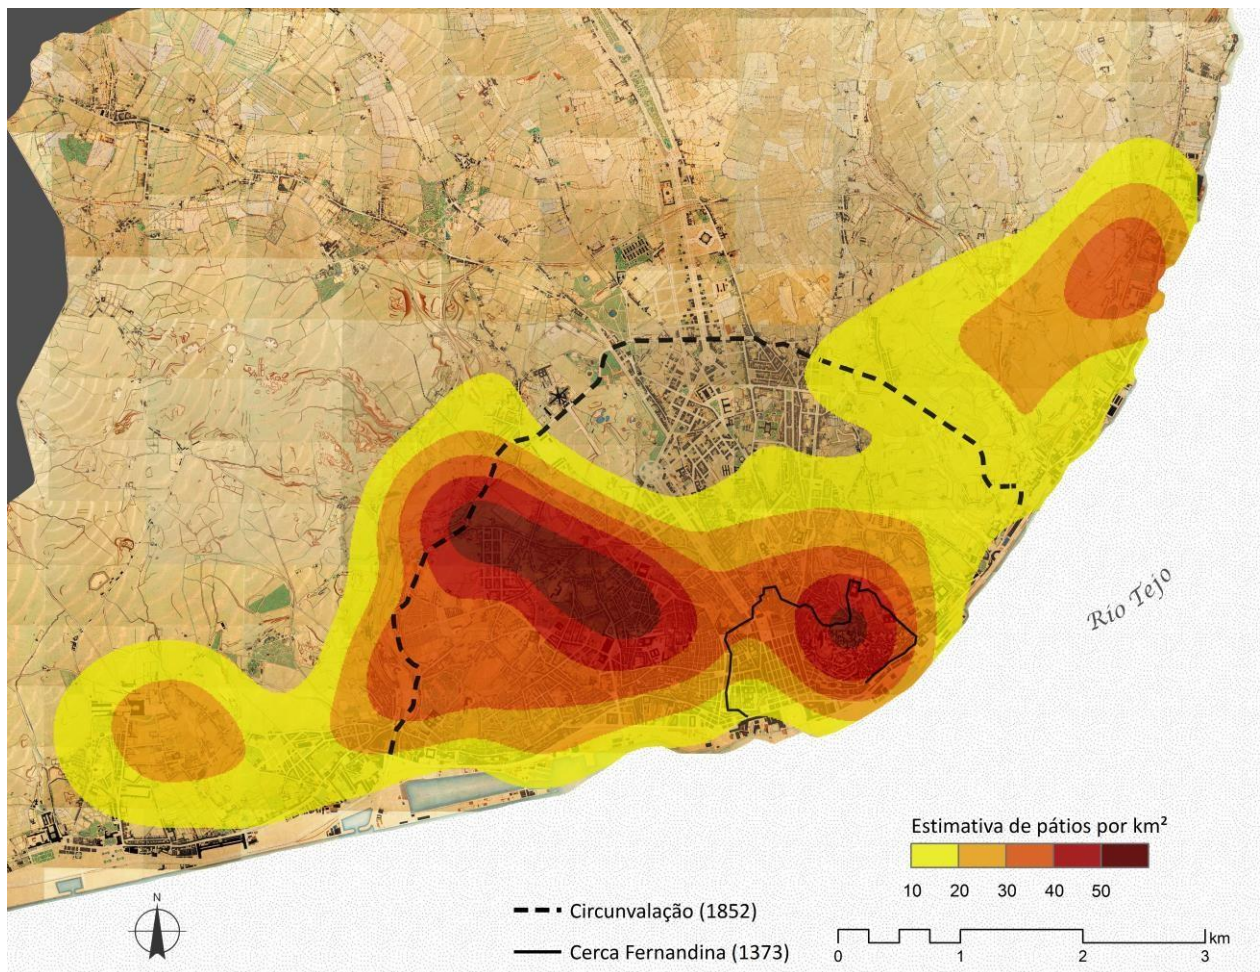 Rio Tejo
Estimativa de pátios por km²
10 20 30 40 50
N
Circunvalação (1852)
Cerca Fernandina (1373)
km
0 1 2 3